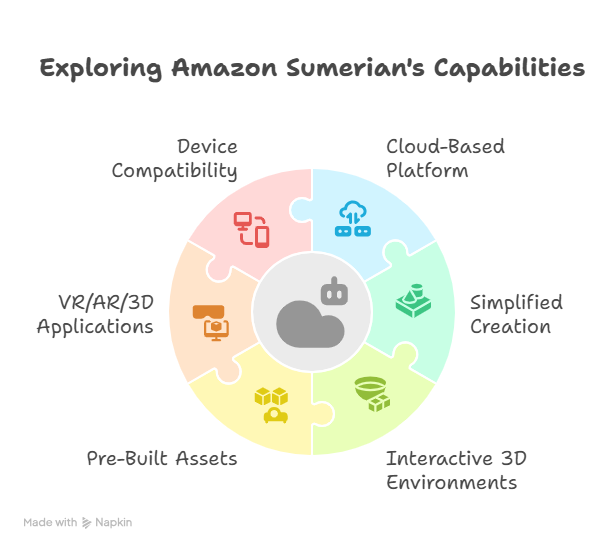 Exploring Amazon Sumerian's Capabilities
Device
Compatibility
Cloud-Based
Platform
VR/AR/3D
Applications
Simplified
Creation
Pre-Built Assets
Interactive 3D
Environments
Made with Napkin